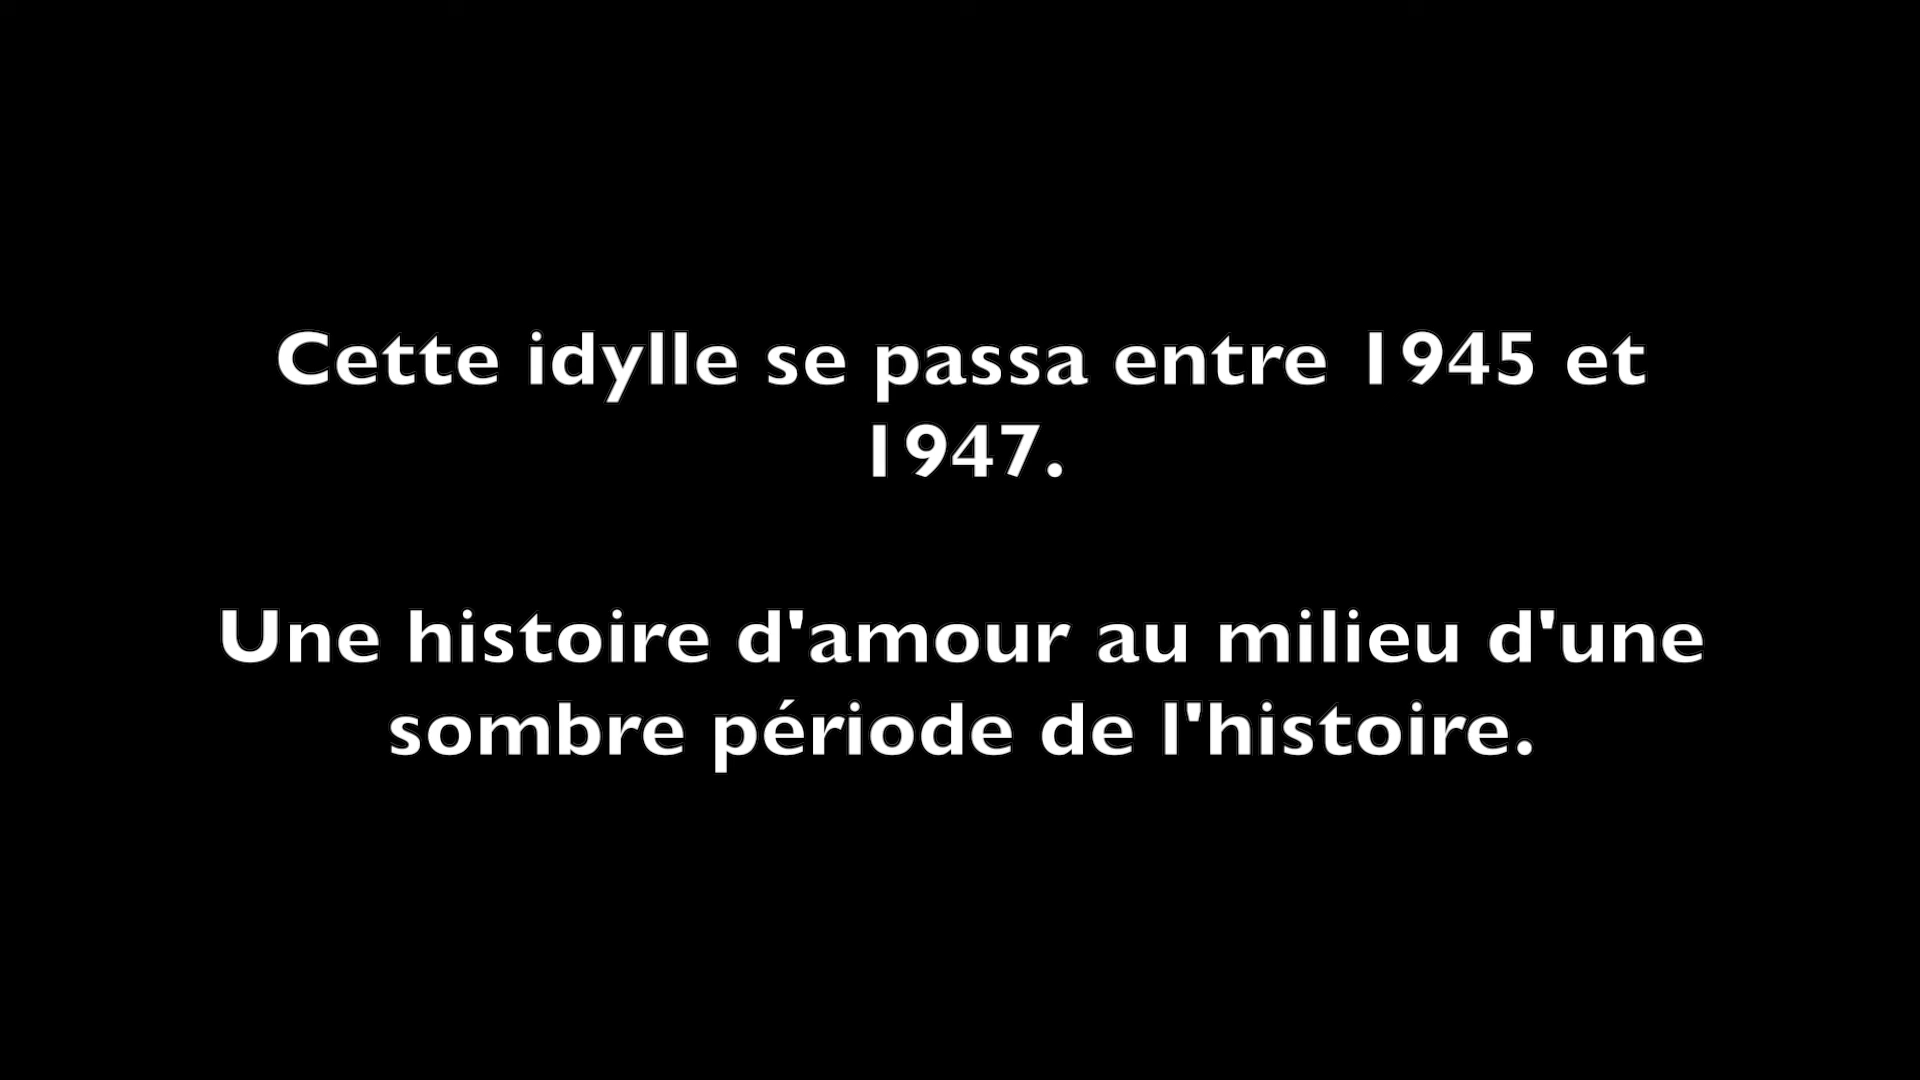 Cette idylle se passa entre 1945 et
1947.
Une histoire d'amour au milieu d'une
sombre période de l'histoire.